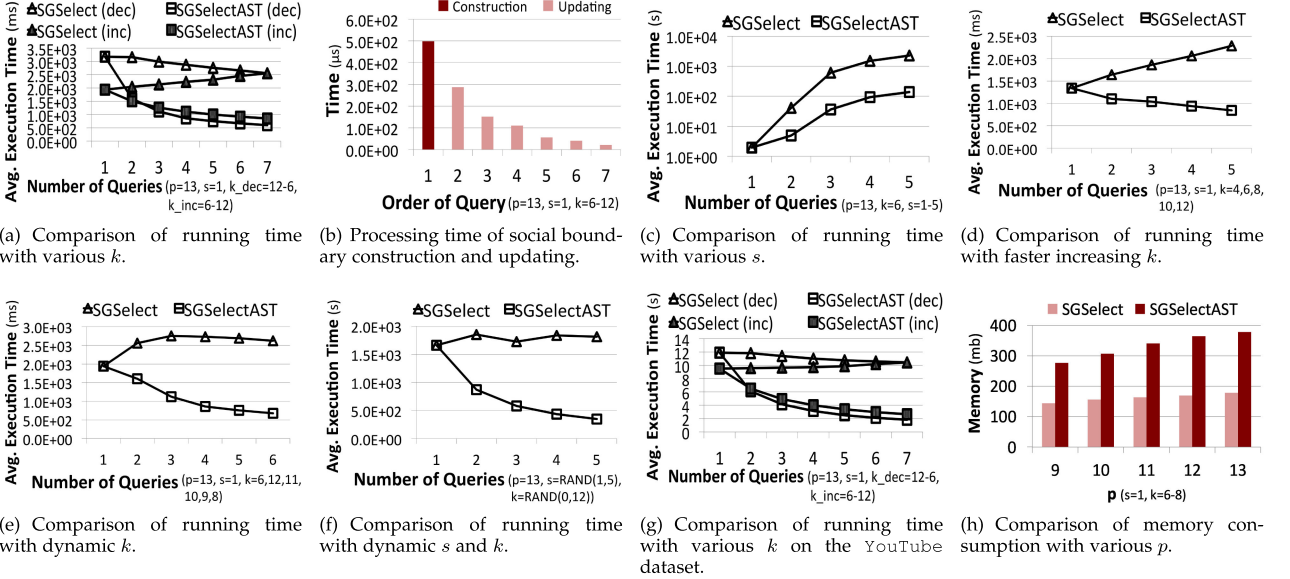 SGSelect (dec) SGSelectAST (dec)
SGSelect (inc) SGSelectAST (inc)
Avg. Execution Time (ms)
3.5E+03
3.0E+03
2.5E+03
2.0E+03
1.5E+03
1.0E+03
5.0E+02
0.0E+00
1 2 3 4 5 6 7
Number of Queries (p=13, s=1, k_dec=12-6,
k_inc=6-12)
(a) Comparison of running time
with various k.
Construction Updating
Time (µs)
6.0E+02
5.0E+02
4.0E+02
3.0E+02
2.0E+02
1.0E+02
0.0E+00
1 2 3 4 5 6 7
Order of Query (p=13, s=1, k=6-12)
(b) Processing time of social bound-
ary construction and updating.
SGSelect SGSelectAST
Avg. Execution Time (s)
1.0E+04
1.0E+03
1.0E+02
1.0E+01
1.0E+00
1 2 3 4 5
Number of Queries (p=13, k=6, s=1-5)
(c) Comparison of running time
with various s.
SGSelect SGSelectAST
Avg. Execution Time (ms)
2.5E+03
2.0E+03
1.5E+03
1.0E+03
5.0E+02
0.0E+00
1 2 3 4 5
Number of Queries (p=13, s=1, k=4,6,8,
10,12)
(d) Comparison of running time
with faster increasing k.
SGSelect SGSelectAST
Avg. Execution Time (ms)
3.0E+03
2.5E+03
2.0E+03
1.5E+03
1.0E+03
5.0E+02
0.0E+00
1 2 3 4 5 6
Number of Queries (p=13, s=1, k=6,12,11,
10,9,8)
(e) Comparison of running time
with dynamic k.
SGSelect SGSelectAST
Avg. Execution Time (ms)
2.0E+03
1.5E+03
1.0E+03
5.0E+02
0.0E+00
1 2 3 4 5
Number of Queries (p=13, s=RAND(1,5),
k=RAND(0,12))
(f) Comparison of running time
with dynamic s and k.
SGSelect (dec) SGSelectAST (dec)
SGSelect (inc) SGSelectAST (inc)
Avg. Execution Time (s)
14
12
10
8
6
4
2
0
1 2 3 4 5 6 7
Number of Queries (p=13, s=1, k_dec=12-6,
k_inc=6-12)
(g) Comparison of running time
with various k on the YouTube
dataset.
SGSelect SGSelectAST
Memory (mb)
400
300
200
100
0
9 10 11 12 13
p (s=1, k=6-8)
(h) Comparison of memory con-
sumption with various p.